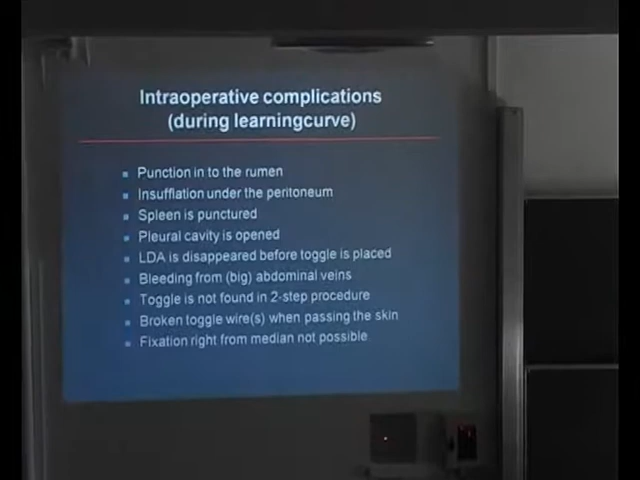 Intraoperative complications
(during learningcurve)
Punction in to the rumen
Insufflation under the peritoneum
Spleen is punctured
Pleural cavity is opened
LDA is disappeared before toggle is placed
Bleeding from (big) abdominal veins
Toggle is not found in 2-step procedure
Broken toggle wire(s) when passing the skin
Fixation right from median not possible